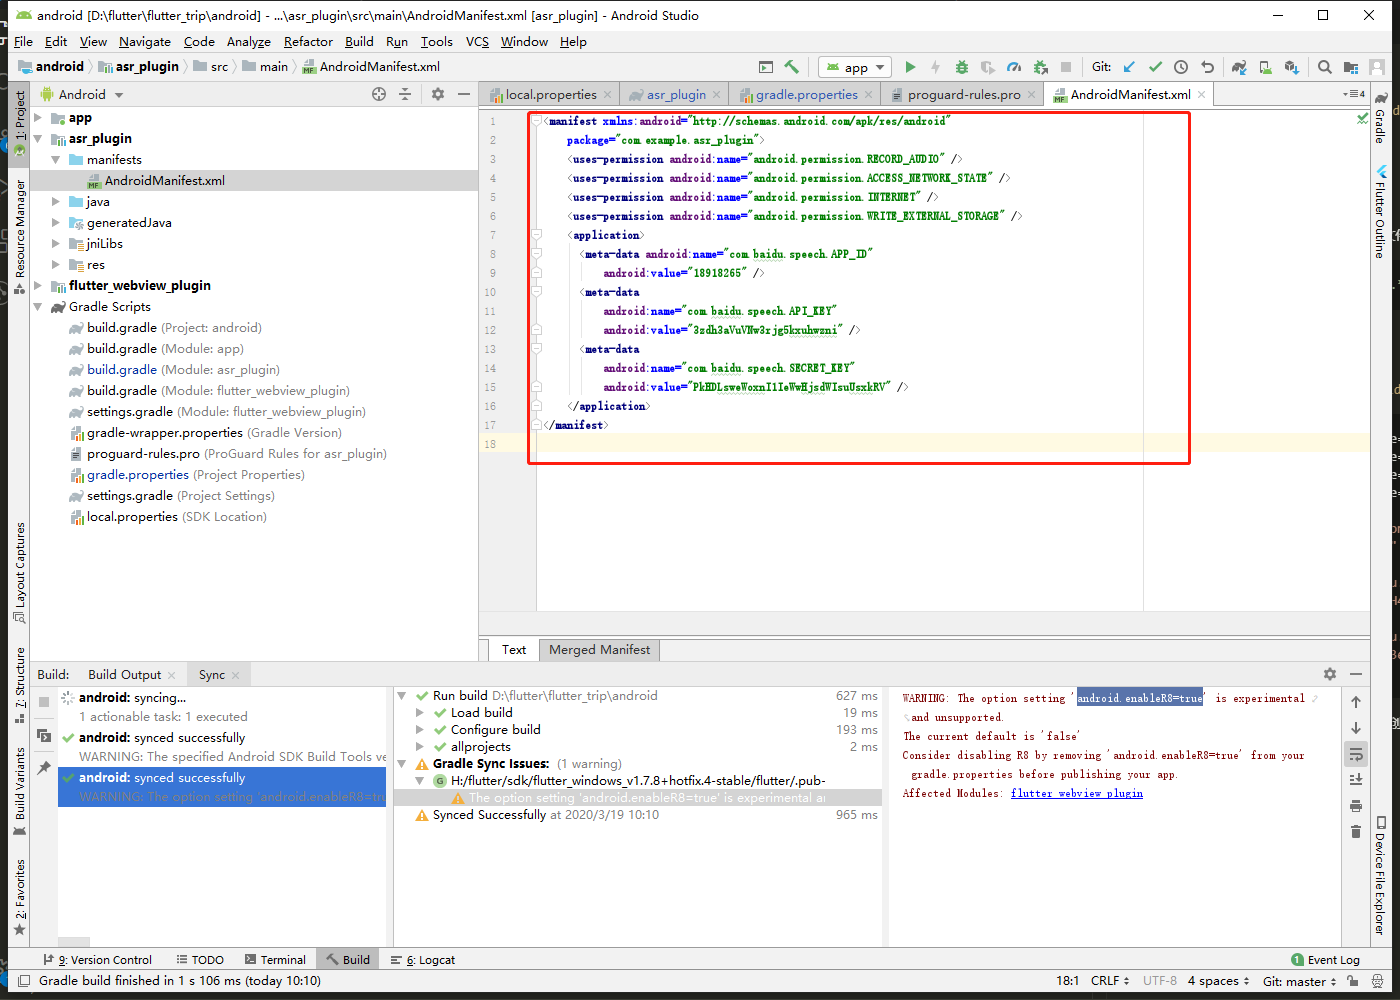 android [D:\flutter\flutter_trip\android] - ...\asr_plugin\src\main\AndroidManifest.xml [asr_plugin] - Android Studio
File Edit View Navigate Code Analyze Refactor Build Run Tools VCS Window Help
android asr_plugin src main AndroidManifest.xml app Git:
1: Project
Resource Manager
Layout Captures
7: Structure
Build Variants
2: Favorites
Android
app
asr_plugin
manifests
AndroidManifest.xml
java
generatedJava
jniLibs
res
flutter_webview_plugin
Gradle Scripts
build.gradle (Project: android)
build.gradle (Module: app)
build.gradle (Module: asr_plugin)
build.gradle (Module: flutter_webview_plugin)
settings.gradle (Module: flutter_webview_plugin)
gradle-wrapper.properties (Gradle Version)
proguard-rules.pro (ProGuard Rules for asr_plugin)
gradle.properties (Project Properties)
settings.gradle (Project Settings)
local.properties (SDK Location)
local.properties asr_plugin gradle.properties proguard-rules.pro AndroidManifest.xml 4
1 <manifest xmlns:android="http://schemas.android.com/apk/res/android"
2 package="com.example.asr_plugin">
3 <uses-permission android:name="android.permission.RECORD_AUDIO" />
4 <uses-permission android:name="android.permission.ACCESS_NETWORK_STATE" />
5 <uses-permission android:name="android.permission.INTERNET" />
6 <uses-permission android:name="android.permission.WRITE_EXTERNAL_STORAGE" />
7 <application>
8 <meta-data android:name="com.baidu.speech.APP_ID"
9 android:value="18918265" />
10 <meta-data
11 android:name="com.baidu.speech.API_KEY"
12 android:value="3zdh3aVuVNw3rjg5kxuhwzni" />
13 <meta-data
14 android:name="com.baidu.speech.SECRET_KEY"
15 android:value="PkHDLsweWoxnI1IeWwHjsdWIsuUsxkRV" />
16 </application>
17 </manifest>
18
Text Merged Manifest
Gradle
Flutter Outline
Device File Explorer
Build: Build Output Sync
android: syncing...
1 actionable task: 1 executed
android: synced successfully
WARNING: The specified Android SDK Build Tools ve
android: synced successfully
WARNING: The option setting 'android.enableR8=tru
Run build D:\flutter\flutter_trip\android 627 ms
Load build 19 ms
Configure build 193 ms
allprojects 2 ms
Gradle Sync Issues: (1 warning)
H:/flutter/sdk/flutter_windows_v1.7.8+hotfix.4-stable/flutter/.pub-
The option setting 'android.enableR8=true' is experimental a
Synced Successfully at 2020/3/19 10:10 965 ms
WARNING: The option setting 'android.enableR8=true' is experimental
and unsupported.
The current default is 'false'
Consider disabling R8 by removing 'android.enableR8=true' from your
gradle.properties before publishing your app.
Affected Modules: flutter_webview_plugin
9: Version Control TODO Terminal Build 6: Logcat 1 Event Log
Gradle build finished in 1 s 106 ms (today 10:10) 18:1 CRLF UTF-8 4 spaces Git: master